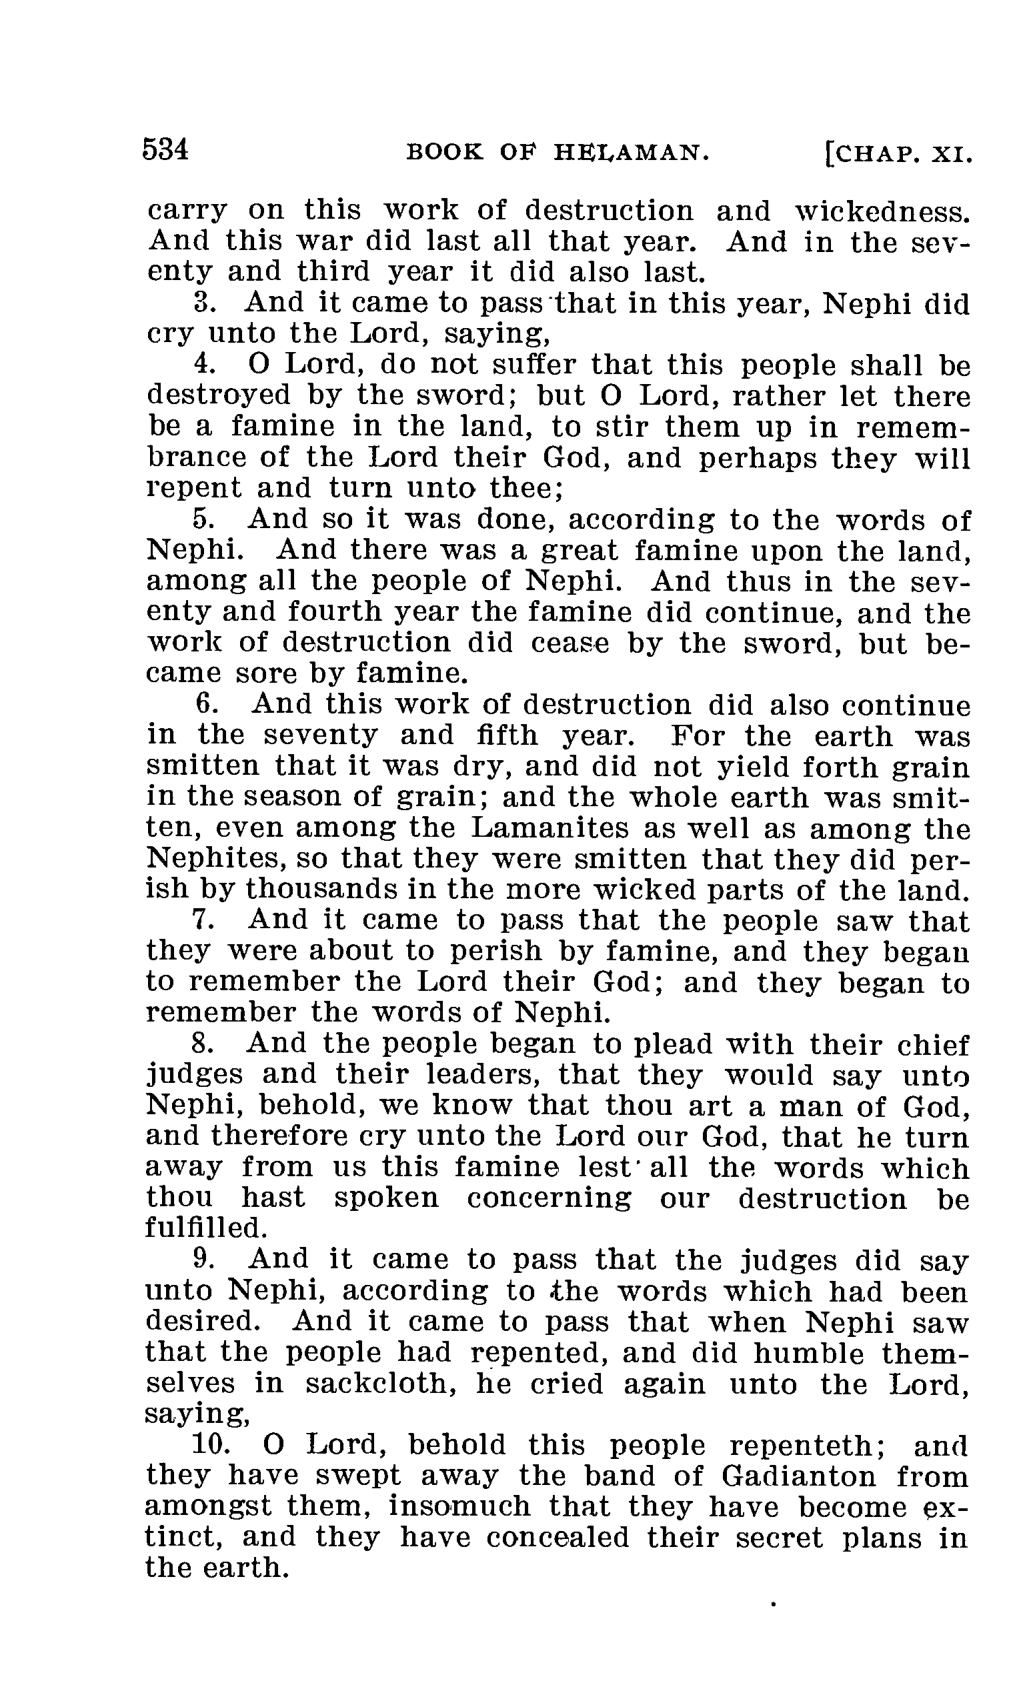 534 BOOK OF HELAMAN. [CHAP. XI.
carry on this work of destruction and wickedness.
And this war did last all that year. And in the sev-
enty and third year it did also last.
3. And it came to pass that in this year, Nephi did
cry unto the Lord, saying,
4. O Lord, do not suffer that this people shall be
destroyed by the sword; but O Lord, rather let there
be a famine in the land, to stir them up in remem-
brance of the Lord their God, and perhaps they will
repent and turn unto thee;
5. And so it was done, according to the words of
Nephi. And there was a great famine upon the land,
among all the people of Nephi. And thus in the sev-
enty and fourth year the famine did continue, and the
work of destruction did cease by the sword, but be-
came sore by famine.
6. And this work of destruction did also continue
in the seventy and fifth year. For the earth was
smitten that it was dry, and did not yield forth grain
in the season of grain; and the whole earth was smit-
ten, even among the Lamanites as well as among the
Nephites, so that they were smitten that they did per-
ish by thousands in the more wicked parts of the land.
7. And it came to pass that the people saw that
they were about to perish by famine, and they began
to remember the Lord their God; and they began to
remember the words of Nephi.
8. And the people began to plead with their chief
judges and their leaders, that they would say unto
Nephi, behold, we know that thou art a man of God,
and therefore cry unto the Lord our God, that he turn
away from us this famine lest all the words which
thou hast spoken concerning our destruction be
fulfilled.
9. And it came to pass that the judges did say
unto Nephi, according to the words which had been
desired. And it came to pass that when Nephi saw
that the people had repented, and did humble them-
selves in sackcloth, he cried again unto the Lord,
saying,
10. O Lord, behold this people repenteth; and
they have swept away the band of Gadianton from
amongst them, insomuch that they have become ex-
tinct, and they have concealed their secret plans in
the earth.